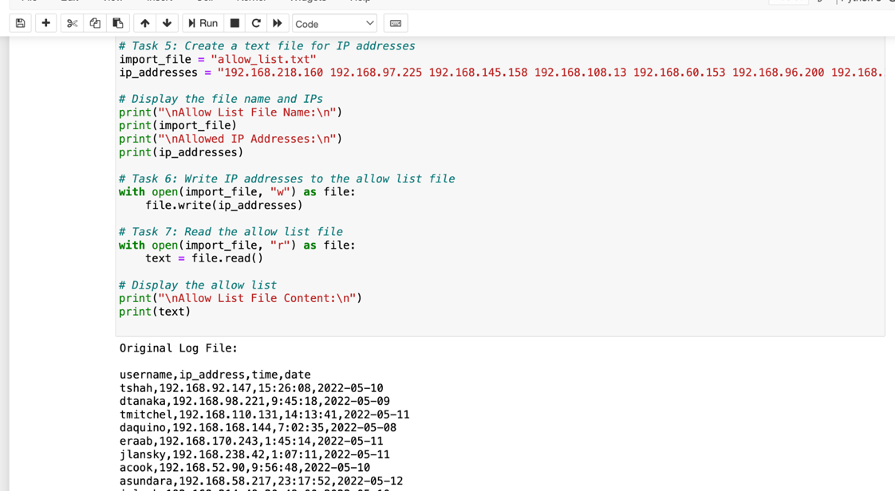 Run
Code
# Task 5: Create a text file for IP addresses
import_file = "allow_list.txt"
ip_addresses = "192.168.218.160 192.168.97.225 192.168.145.158 192.168.108.13 192.168.60.153 192.168.96.200 192.168.
# Display the file name and IPs
print("\nAllow List File Name:\n")
print(import_file)
print("\nAllowed IP Addresses:\n")
print(ip_addresses)
# Task 6: Write IP addresses to the allow list file
with open(import_file, "w") as file:
    file.write(ip_addresses)
# Task 7: Read the allow list file
with open(import_file, "r") as file:
    text = file.read()
# Display the allow list
print("\nAllow List File Content:\n")
print(text)
Original Log File:
username,ip_address,time,date
tshah,192.168.92.147,15:26:08,2022-05-10
dtanaka,192.168.98.221,9:45:18,2022-05-09
tmitchel,192.168.110.131,14:13:41,2022-05-11
daquino,192.168.168.144,7:02:35,2022-05-08
eraab,192.168.170.243,1:45:14,2022-05-11
jlansky,192.168.238.42,1:07:11,2022-05-11
acook,192.168.52.90,9:56:48,2022-05-10
asundara,192.168.58.217,23:17:52,2022-05-12